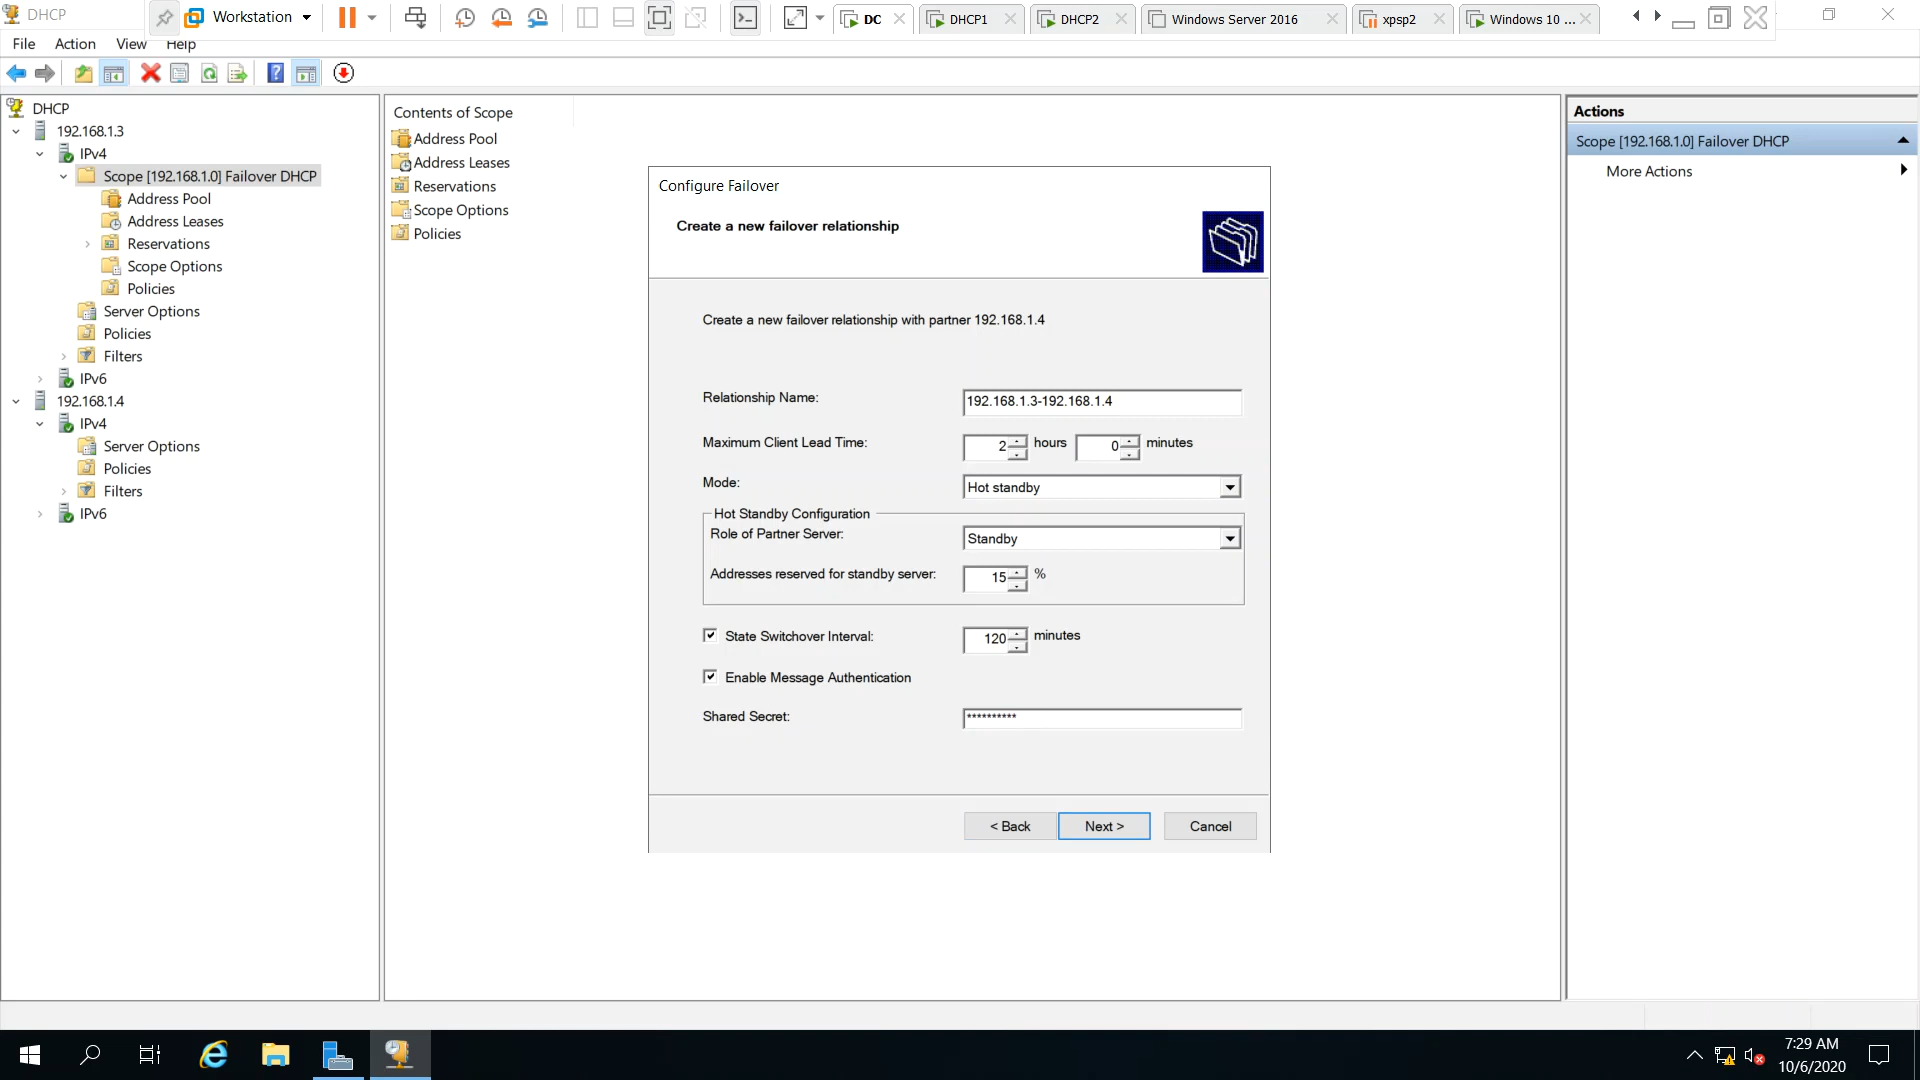 DHCP
Workstation
DC
DHCP1
DHCP2
Windows Server 2016
xpsp2
Windows 10 ...
File Action View Help
DHCP
192.168.1.3
IPv4
Scope [192.168.1.0] Failover DHCP
Address Pool
Address Leases
Reservations
Scope Options
Policies
Server Options
Policies
Filters
IPv6
192.168.1.4
IPv4
Server Options
Policies
Filters
IPv6
Contents of Scope
Address Pool
Address Leases
Reservations
Scope Options
Policies
Configure Failover
Create a new failover relationship
Create a new failover relationship with partner 192.168.1.4
Relationship Name: 192.168.1.3-192.168.1.4
Maximum Client Lead Time: 2 hours 0 minutes
Mode: Hot standby
Hot Standby Configuration
Role of Partner Server: Standby
Addresses reserved for standby server: 15 %
State Switchover Interval: 120 minutes
Enable Message Authentication
Shared Secret: **********
< Back Next > Cancel
Actions
Scope [192.168.1.0] Failover DHCP
More Actions
7:29 AM
10/6/2020